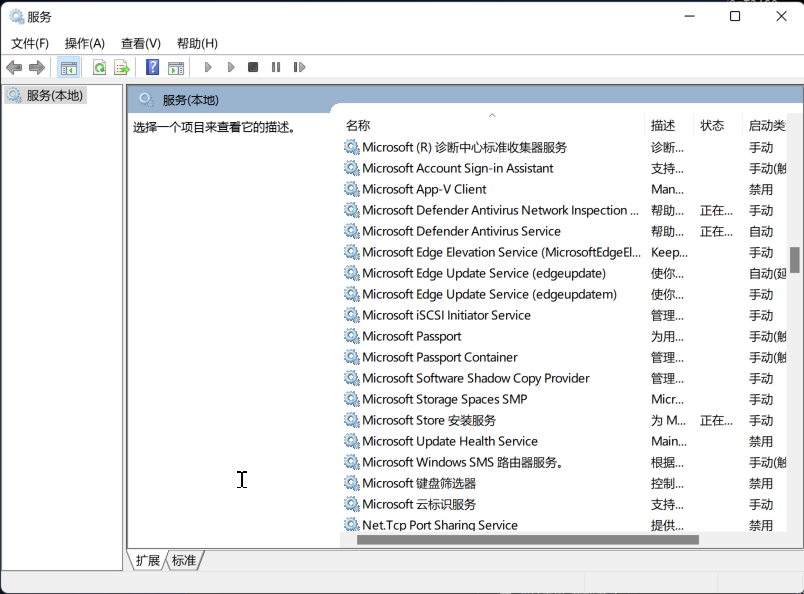 服务
文件(F) 操作(A) 查看(V) 帮助(H)
服务(本地)
服务(本地)
选择一个项目来查看它的描述。
名称 描述 状态 启动类
Microsoft (R) 诊断中心标准收集器服务 诊断... 手动
Microsoft Account Sign-in Assistant 支持... 手动(触
Microsoft App-V Client Man... 禁用
Microsoft Defender Antivirus Network Inspection ... 帮助... 正在... 手动
Microsoft Defender Antivirus Service 帮助... 正在... 自动
Microsoft Edge Elevation Service (MicrosoftEdgeEl... Keep... 手动
Microsoft Edge Update Service (edgeupdate) 使你... 自动(延
Microsoft Edge Update Service (edgeupdatem) 使你... 手动
Microsoft iSCSI Initiator Service 管理... 手动
Microsoft Passport 为用... 手动(触
Microsoft Passport Container 管理... 手动(触
Microsoft Software Shadow Copy Provider 管理... 手动
Microsoft Storage Spaces SMP Micr... 手动
Microsoft Store 安装服务 为 M... 正在... 手动
Microsoft Update Health Service Main... 禁用
Microsoft Windows SMS 路由器服务。 根据... 手动(触
Microsoft 键盘筛选器 控制... 禁用
Microsoft 云标识服务 支持... 手动
Net.Tcp Port Sharing Service 提供... 禁用
扩展 标准